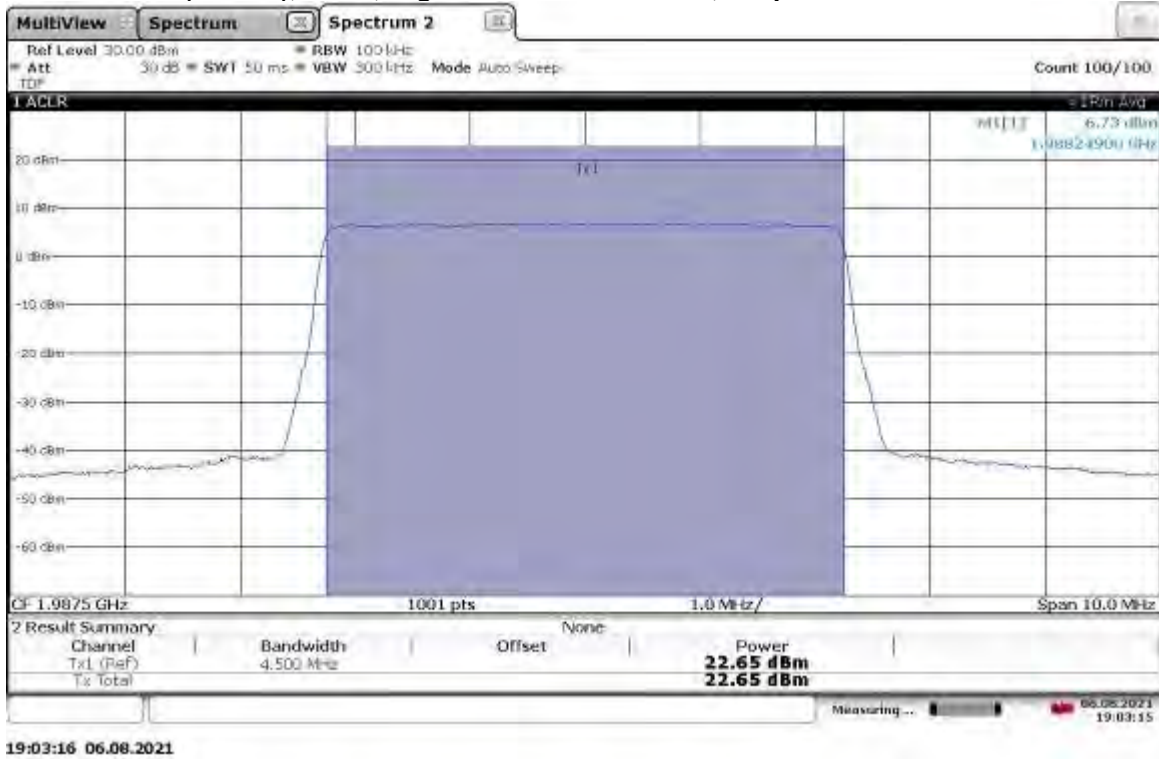 MultiView Spectrum Spectrum 2
Ref Level 30.00 dBm RBW 100 kHz
Att 30 dB SWT 50 ms VBW 300 kHz Mode Auto Sweep Count 100/100
TDF
1 ACLR 1Rm Avg
M1[1] 6.73 dBm
1.98824900 GHz
Tx1
20 dBm
10 dBm
0 dBm
-10 dBm
-20 dBm
-30 dBm
-40 dBm
-50 dBm
-60 dBm
CF 1.9875 GHz 1001 pts 1.0 MHz/ Span 10.0 MHz
2 Result Summary None
Channel Bandwidth Offset Power
Tx1 (Ref) 4.500 MHz 22.65 dBm
Tx Total 22.65 dBm
Measuring... 06.08.2021
19:03:15
19:03:16 06.08.2021